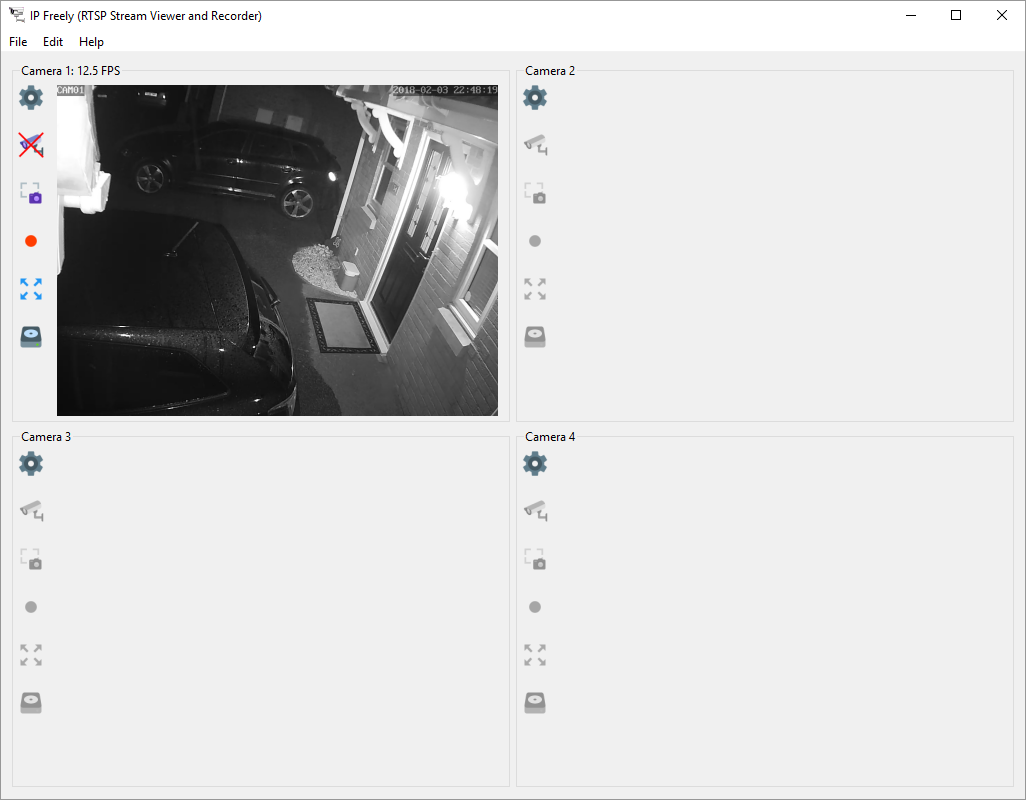 IP Freely (RTSP Stream Viewer and Recorder)
File Edit Help
Camera 1: 12.5 FPS
CAM01 2018-02-03 22:48:19
Camera 2
Camera 3
Camera 4